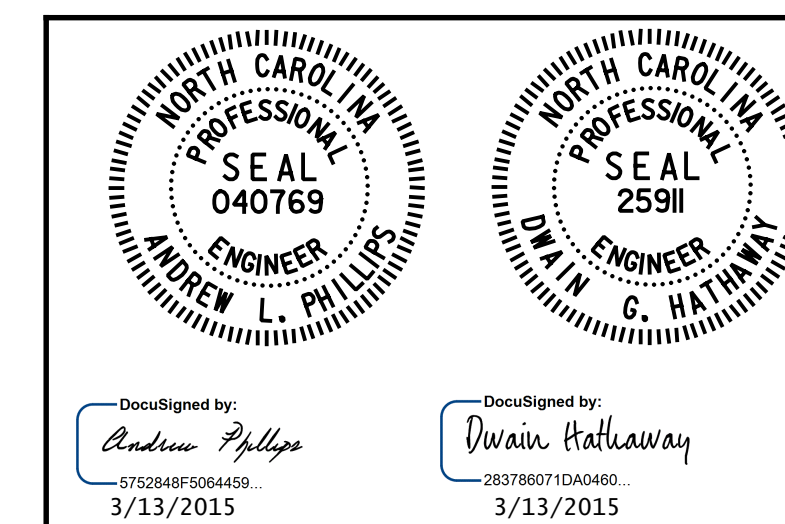 NORTH CAROLINA
PROFESSIONAL
SEAL
040769
ENGINEER
ANDREW L. PHILLIPS
NORTH CAROLINA
PROFESSIONAL
SEAL
25911
ENGINEER
DWAIN G. HATHAWAY
DocuSigned by:
Andrew Phillips
5752848F5064459...
3/13/2015
DocuSigned by:
Dwain Hathaway
283786071DA0460...
3/13/2015